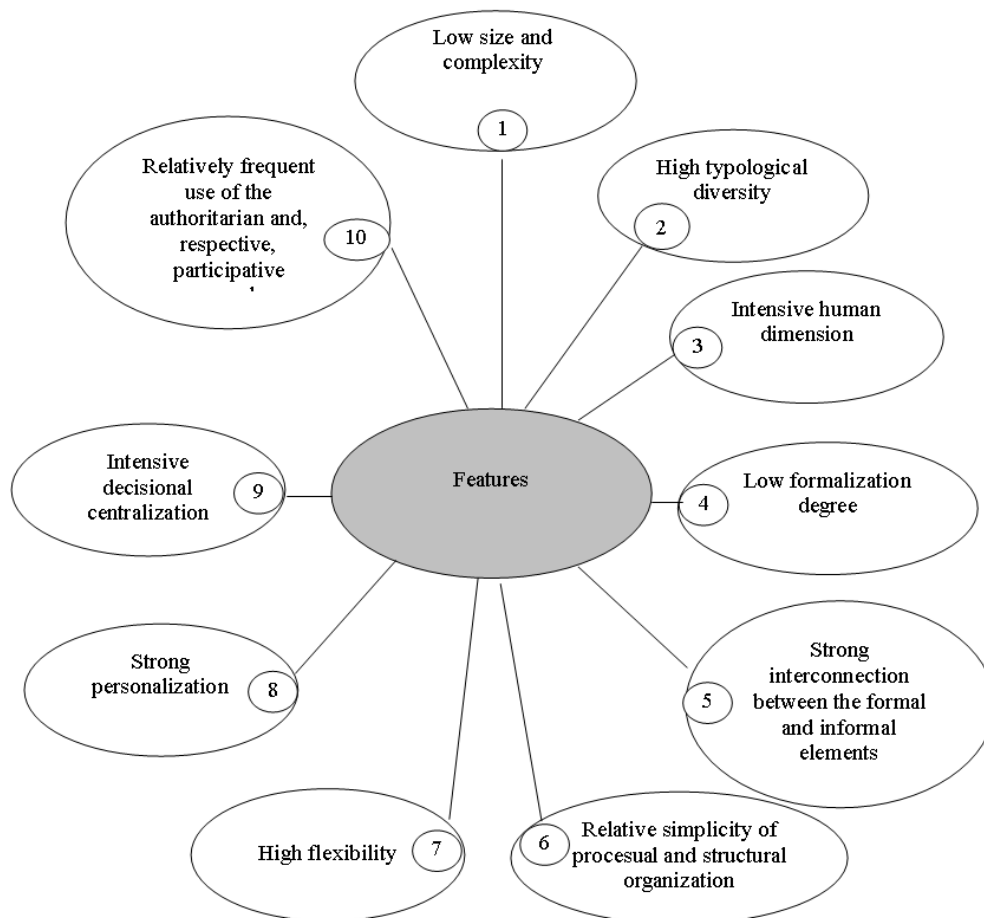 Low size and
complexity
1
High typological
diversity
2
Intensive human
dimension
3
Low formalization
degree
4
Strong
interconnection
between the formal
and informal
elements
5
Relative simplicity of
procesual and structural
organization
6
High flexibility
7
Strong
personalization
8
Intensive
decisional
centralization
9
Relatively frequent
use of the
authoritarian and,
respective,
participative
10
Features